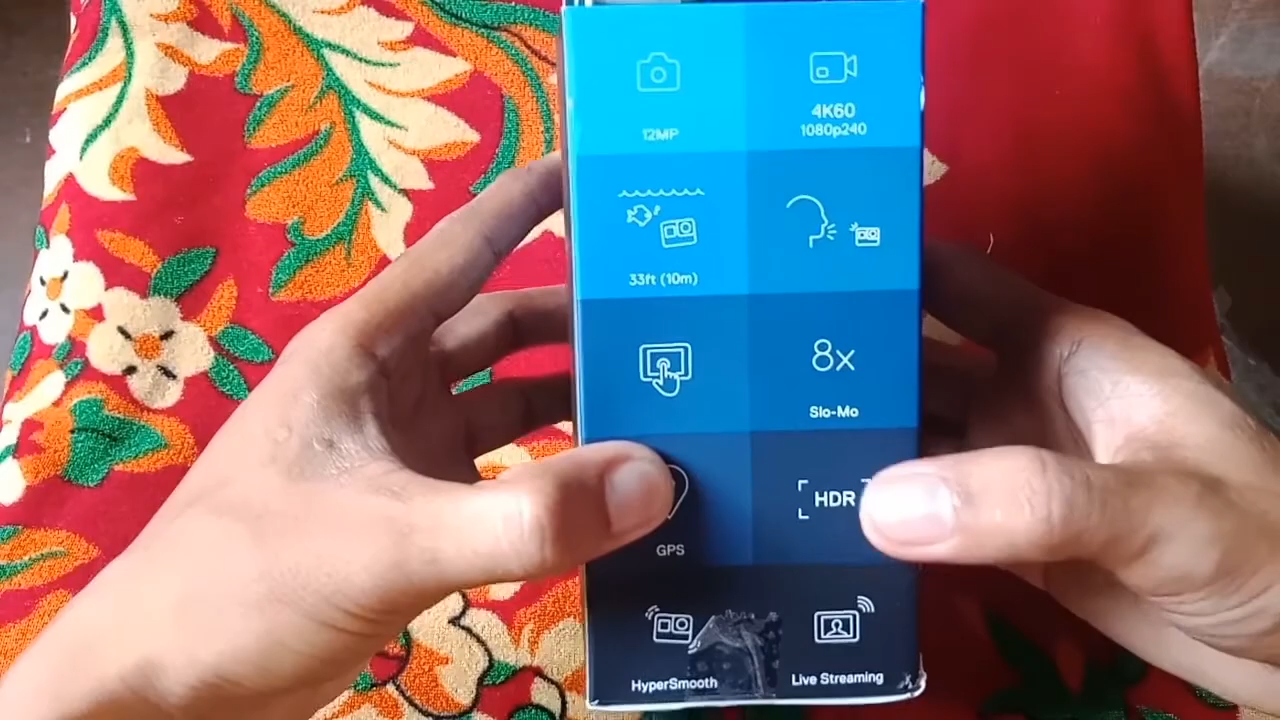 12MP
4K60
1080p240
33ft (10m)
8x
Slo-Mo
HDR
GPS
HyperSmooth
Live Streaming